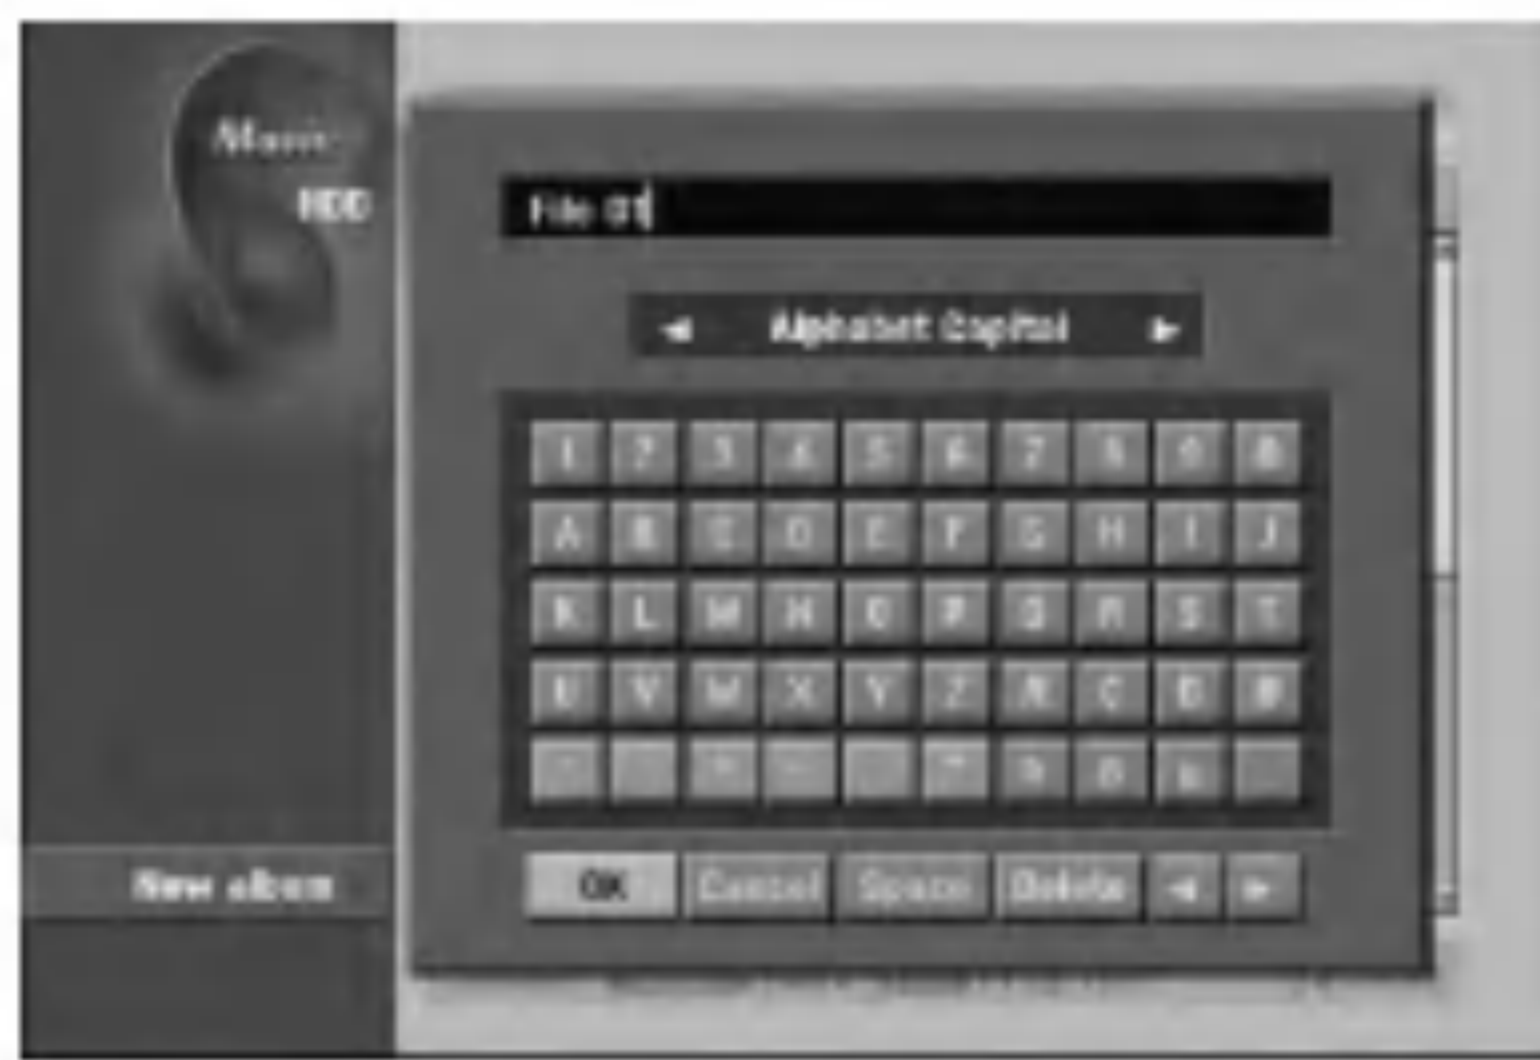 Music
HDD
File 01
◄ Alphabet Capital ►
1 2 3 4 5 6 7 8 9 0
A B C D E F G H I J
K L M N O P Q R S T
U V W X Y Z Æ Ç
New album
OK Cancel Space Delete ◄ ►